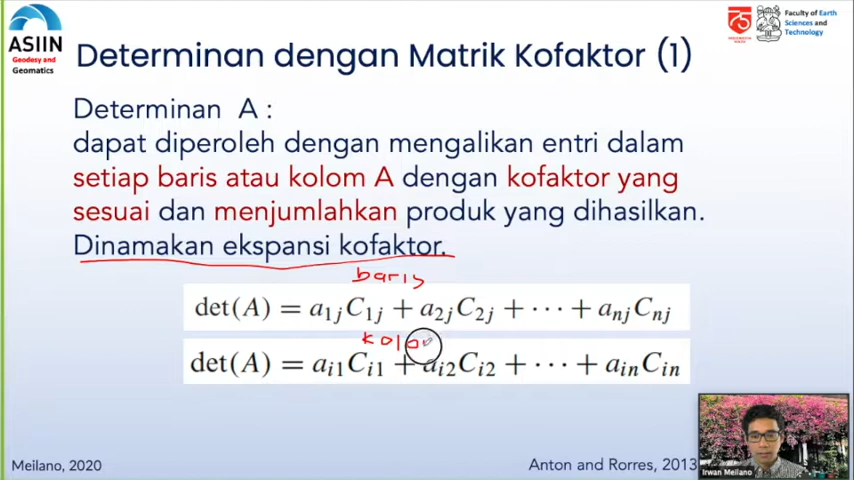 ASIIN
Geodesy and
Geomatics
Faculty of Earth
Sciences and
Technology
Determinan dengan Matrik Kofaktor (1)
Determinan A :
dapat diperoleh dengan mengalikan entri dalam
setiap baris atau kolom A dengan kofaktor yang
sesuai dan menjumlahkan produk yang dihasilkan.
Dinamakan ekspansi kofaktor.
baris
det(A) = a₁ⱼC₁ⱼ + a₂ⱼC₂ⱼ + ··· + aₙⱼCₙⱼ
kolo
det(A) = aᵢ₁Cᵢ₁ + aᵢ₂Cᵢ₂ + ··· + aᵢₙCᵢₙ
Meilano, 2020
Anton and Rorres, 2013
Irwan Meilano